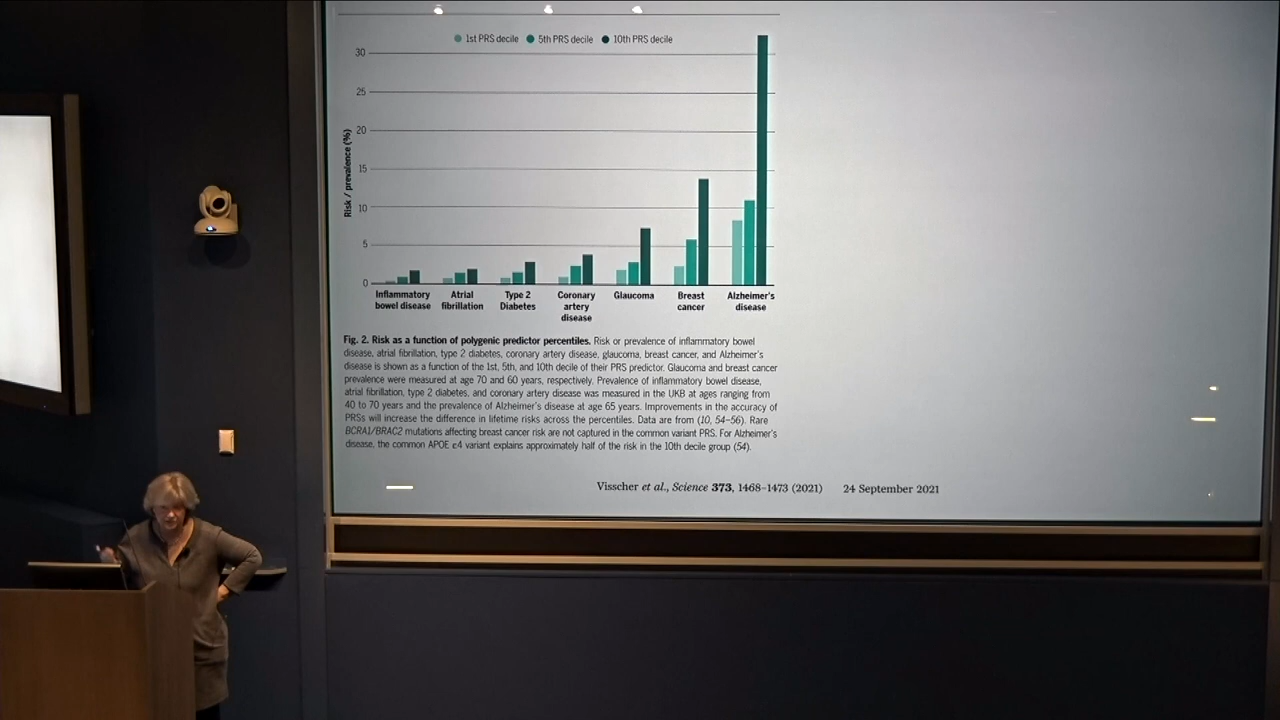 1st PRS decile 5th PRS decile 10th PRS decile
Risk / prevalence (%)
30
25
20
15
10
5
0
Inflammatory bowel disease
Atrial fibrillation
Type 2 Diabetes
Coronary artery disease
Glaucoma
Breast cancer
Alzheimer's disease
Fig. 2. Risk as a function of polygenic predictor percentiles. Risk or prevalence of inflammatory bowel
disease, atrial fibrillation, type 2 diabetes, coronary artery disease, glaucoma, breast cancer, and Alzheimer's
disease is shown as a function of the 1st, 5th, and 10th decile of their PRS predictor. Glaucoma and breast cancer
prevalence were measured at age 70 and 60 years, respectively. Prevalence of inflammatory bowel disease,
atrial fibrillation, type 2 diabetes, and coronary artery disease was measured in the UKB at ages ranging from
40 to 70 years and the prevalence of Alzheimer's disease at age 65 years. Improvements in the accuracy of
PRSs will increase the difference in lifetime risks across the percentiles. Data are from (10, 54–56). Rare
BCRA1/BRAC2 mutations affecting breast cancer risk are not captured in the common variant PRS. For Alzheimer's
disease, the common APOE ε4 variant explains approximately half of the risk in the 10th decile group (54).
Visscher et al., Science 373, 1468–1473 (2021) 24 September 2021